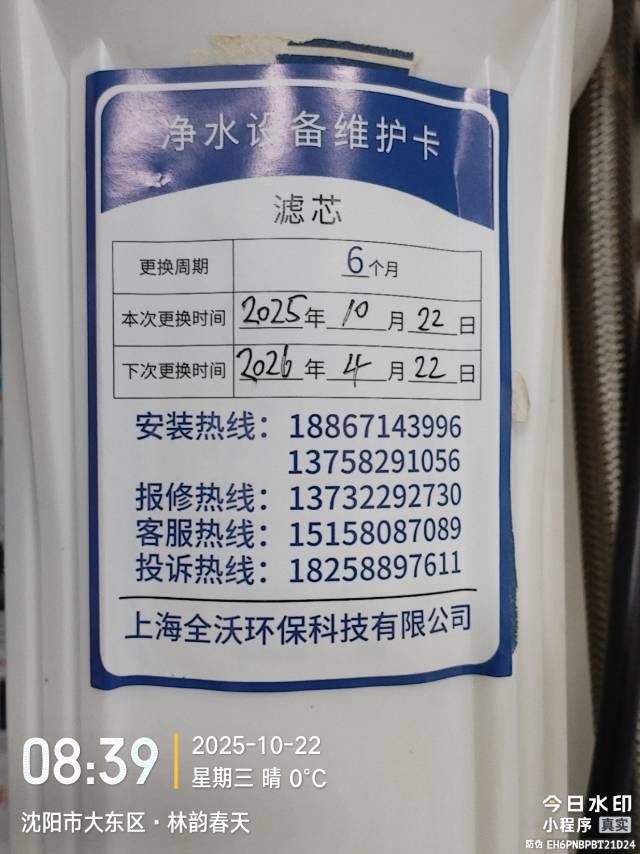 净水设备维护卡
滤芯
更换周期 6个月
本次更换时间 2025年10月22日
下次更换时间 2026年4月22日
安装热线：18867143996
13758291056
报修热线：13732292730
客服热线：15158087089
投诉热线：18258897611
上海全沃环保科技有限公司
08:39
2025-10-22
星期三 晴 0℃
沈阳市大东区·林韵春天
今日水印
小程序 真实
防伪 EH6PNBPBT21D24